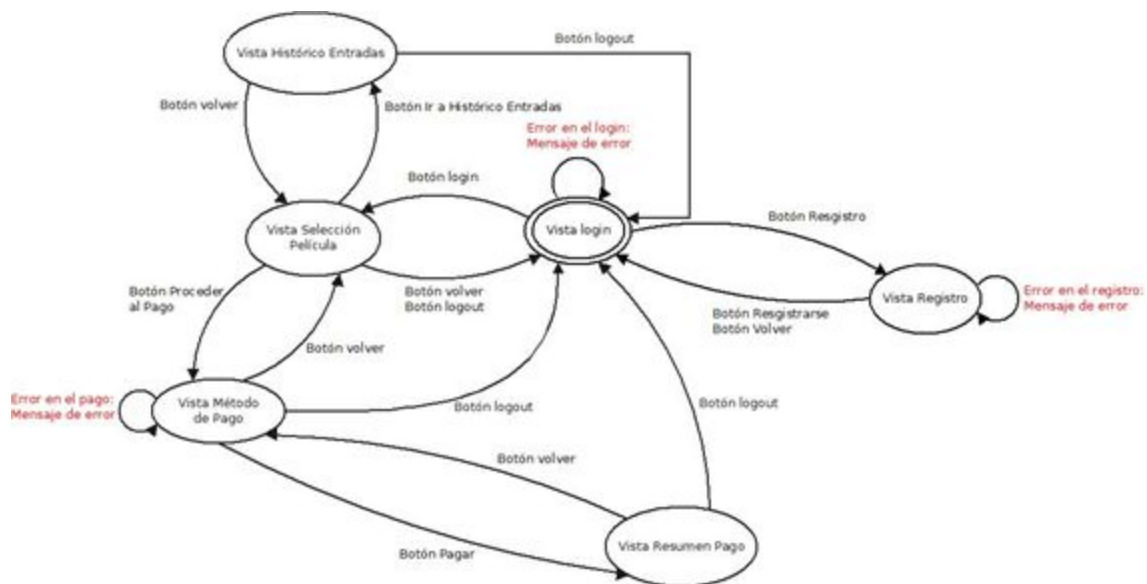 Vista Histórico Entradas
Botón logout
Botón volver
Botón Ir a Histórico Entradas
Error en el login:
Mensaje de error
Botón login
Vista Selección
Película
Vista login
Botón Resgistro
Botón Proceder
al Pago
Botón volver
Botón logout
Vista Registro
Error en el registro:
Mensaje de error
Botón Resgistrarse
Botón Volver
Botón volver
Error en el pago:
Mensaje de error
Vista Método
de Pago
Botón logout
Botón logout
Botón volver
Botón Pagar
Vista Resumen Pago